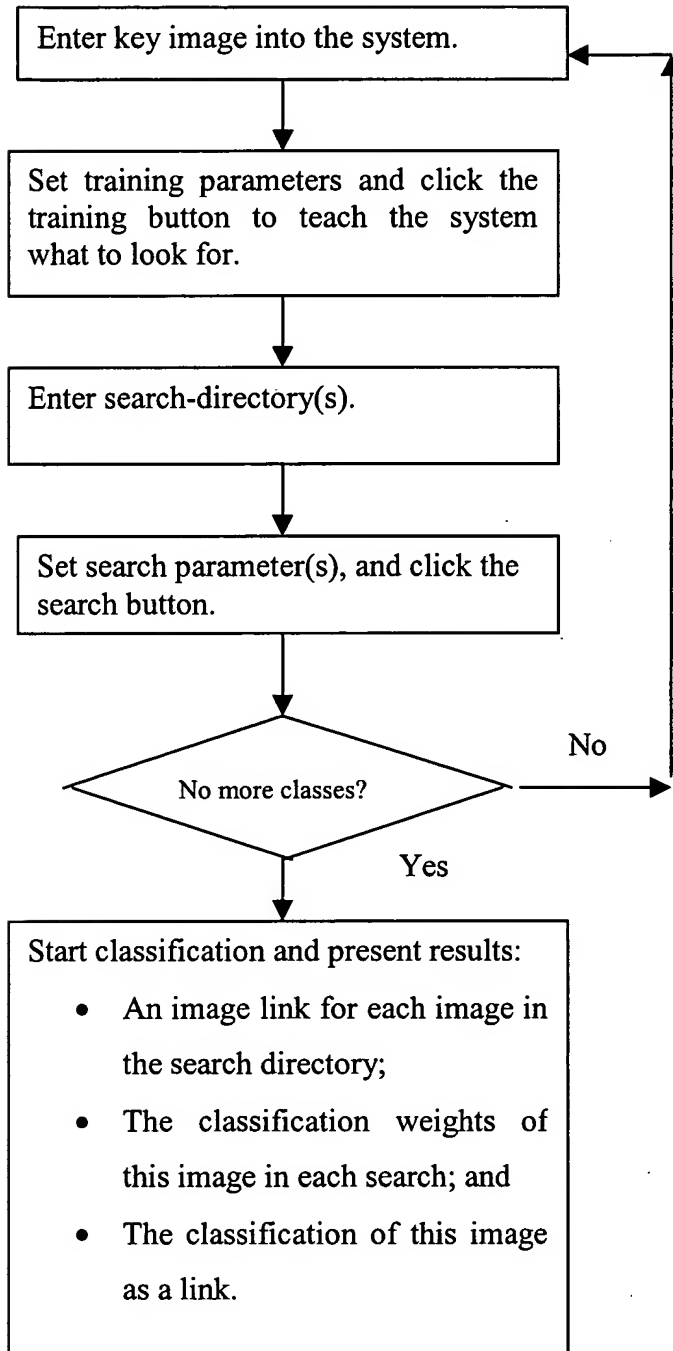 Enter key image into the system.
Set training parameters and click the
training button to teach the system
what to look for.
Enter search-directory(s).
Set search parameter(s), and click the
search button.
No more classes?
No
Yes
Start classification and present results:
• An image link for each image in
the search directory;
• The classification weights of
this image in each search; and
• The classification of this image
as a link.